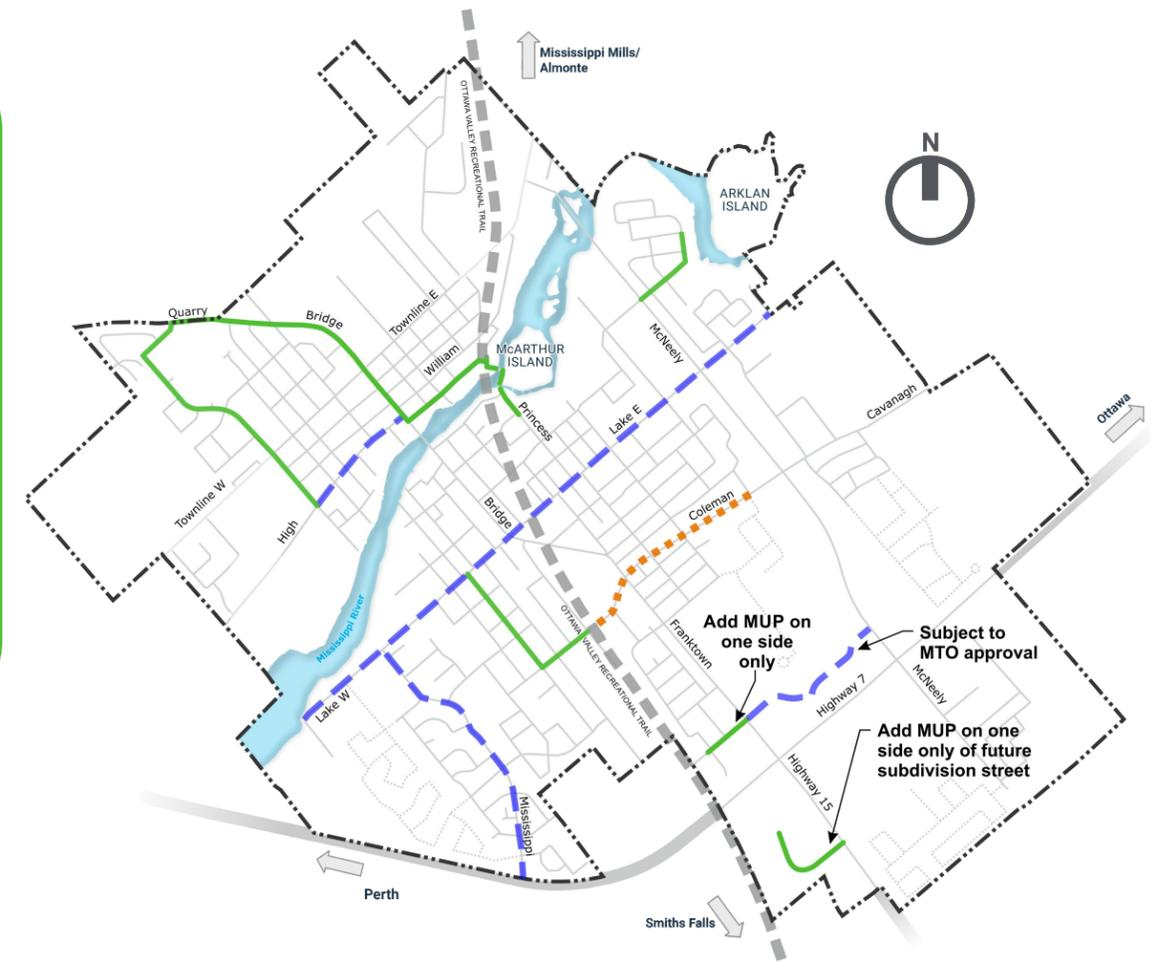 Mississippi Mills/
Almonte
OTTAWA VALLEY RECREATIONAL TRAIL
N
ARKLAN
ISLAND
Quarry
Bridge
Townline E
William
McARTHUR
ISLAND
McNeely
Princess
Lake E
Cavanagh
Ottawa
Townline W
High
Bridge
Coleman
Mississippi River
OTTAWA VALLEY RECREATIONAL TRAIL
Franktown
Add MUP on
one side
only
Subject to
MTO approval
McNeely
Highway 7
Lake W
Highway 15
Add MUP on one
side only of future
subdivision street
Mississippi
Perth
Smiths Falls